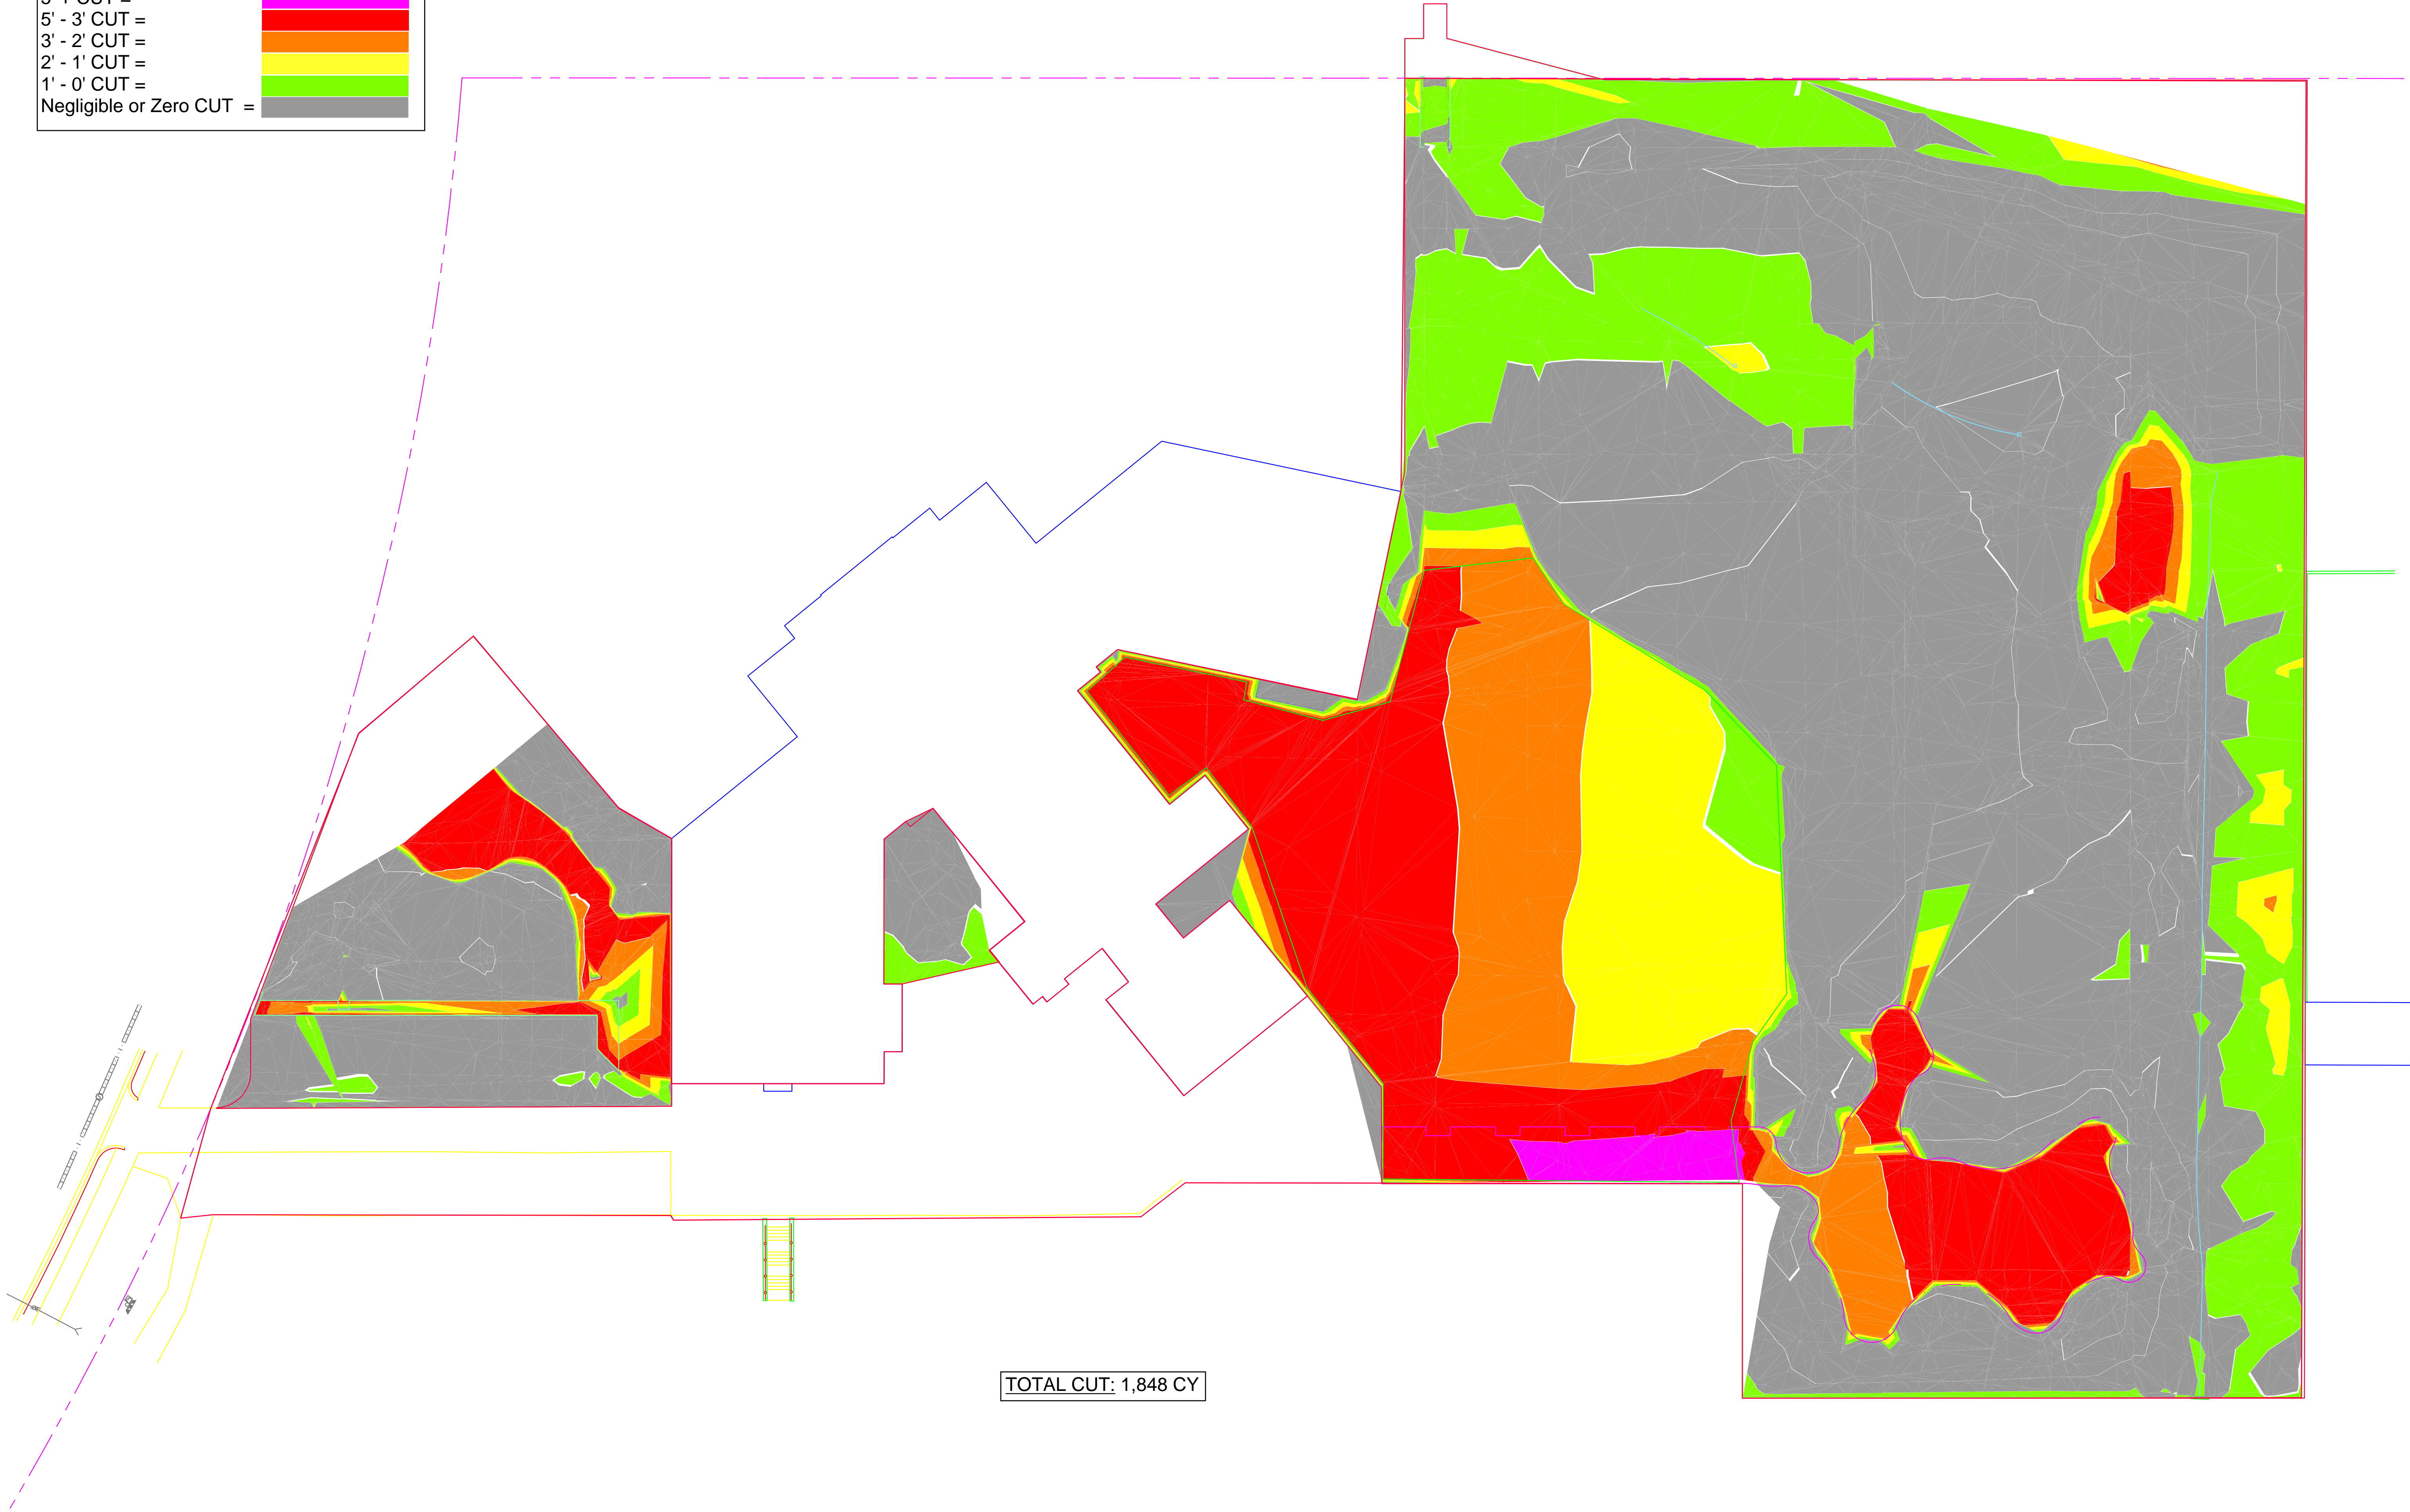 CUT =
5' - 3' CUT =
3' - 2' CUT =
2' - 1' CUT =
1' - 0' CUT =
Negligible or Zero CUT =
TOTAL CUT: 1,848 CY